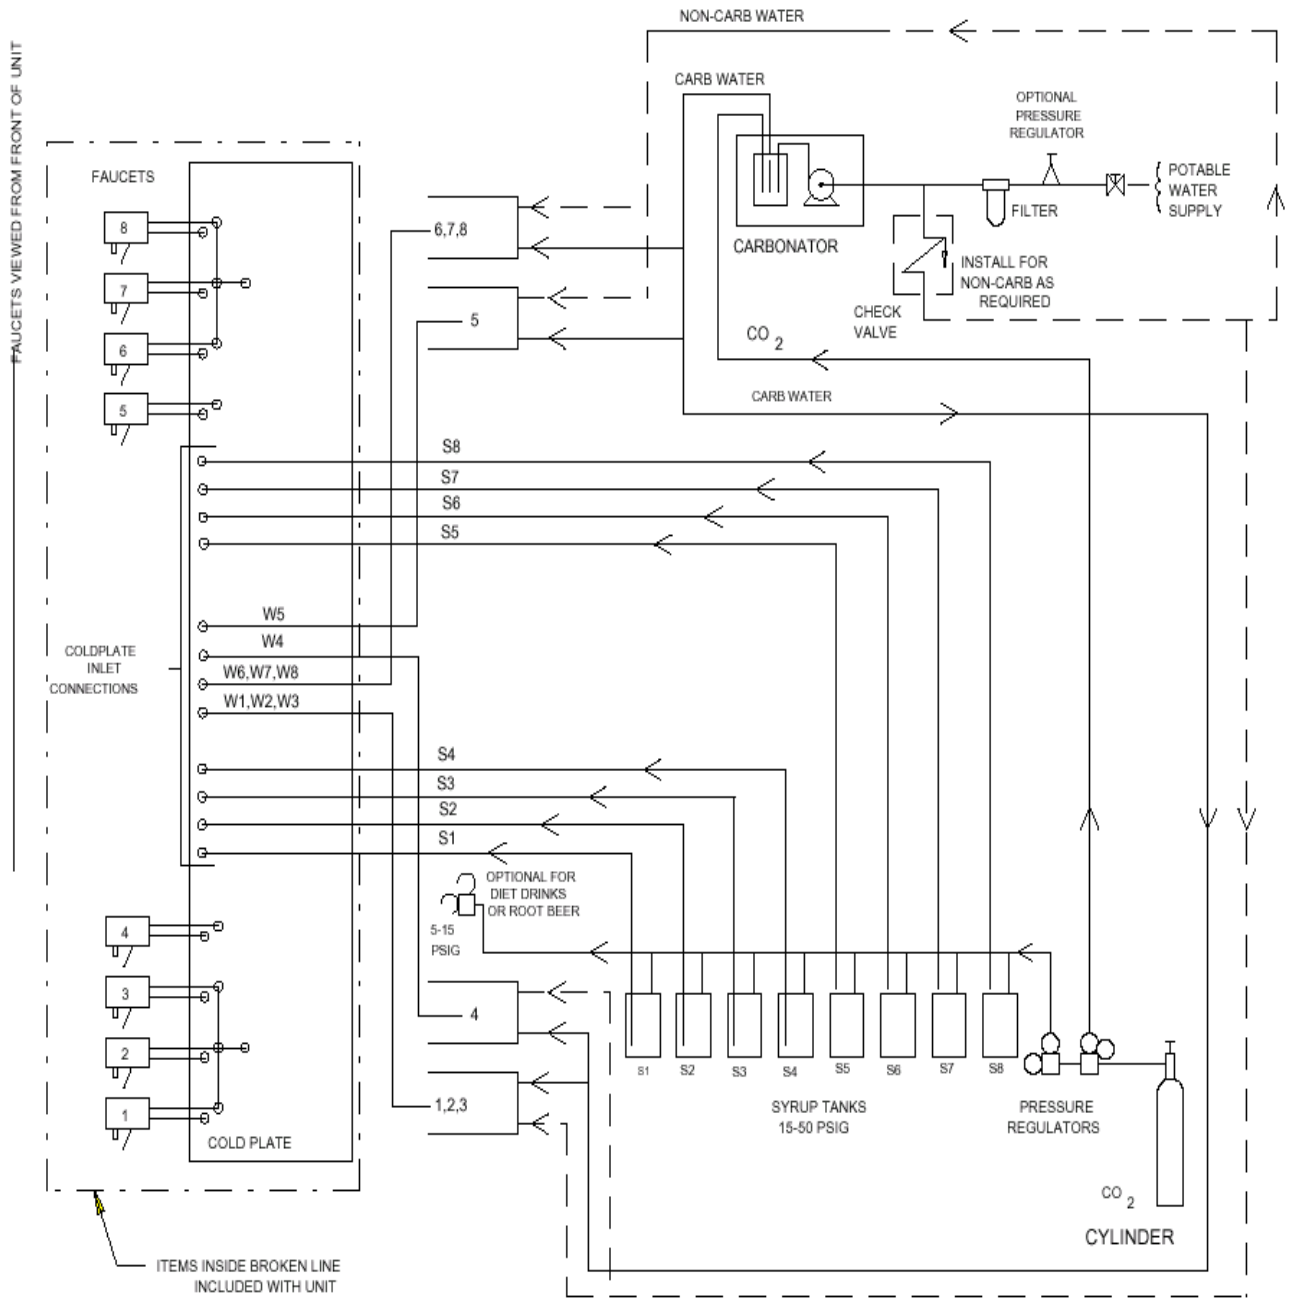 NON-CARB WATER
FAUCETS VIEWED FROM FRONT OF UNIT
CARB WATER
OPTIONAL
PRESSURE
REGULATOR
POTABLE
WATER
SUPPLY
FILTER
CARBONATOR
INSTALL FOR
NON-CARB AS
REQUIRED
CHECK
VALVE
CO 2
CARB WATER
FAUCETS
8
7
6
5
6,7,8
5
S8
S7
S6
S5
W5
W4
W6,W7,W8
W1,W2,W3
COLDPLATE
INLET
CONNECTIONS
S4
S3
S2
S1
OPTIONAL FOR
DIET DRINKS
OR ROOT BEER
5-15
PSIG
4
3
2
1
4
1,2,3
COLD PLATE
S1 S2 S3 S4 S5 S6 S7 S8
SYRUP TANKS
15-50 PSIG
PRESSURE
REGULATORS
CO 2
CYLINDER
ITEMS INSIDE BROKEN LINE
INCLUDED WITH UNIT